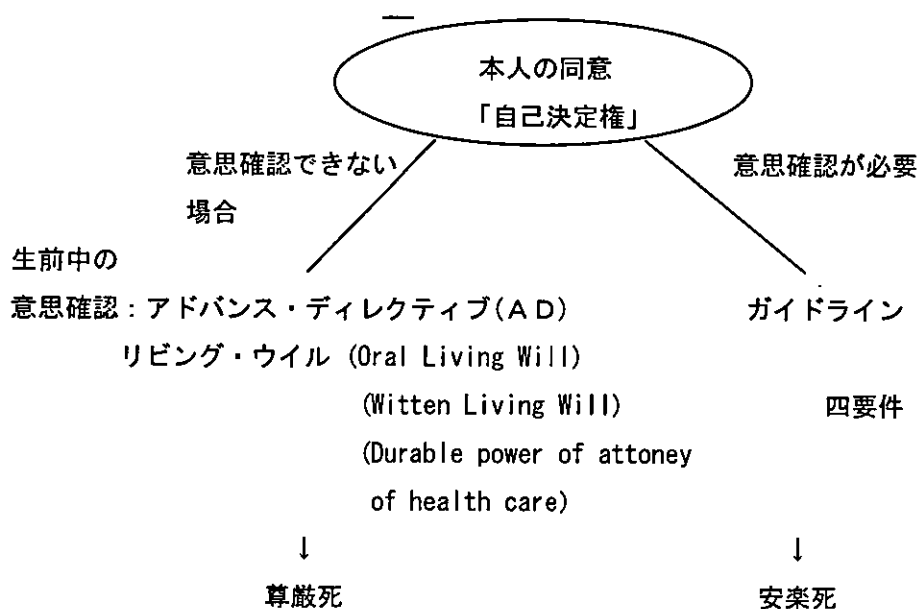 本人の同意
「自己決定権」
意思確認できない
場合
意思確認が必要
生前中の
意思確認：アドバンス・ディレクティブ(ＡＤ)
ガイドライン
リビング・ウイル (Oral Living Will)
(Witten Living Will)
四要件
(Durable power of attoney
of health care)
↓
↓
尊厳死
安楽死